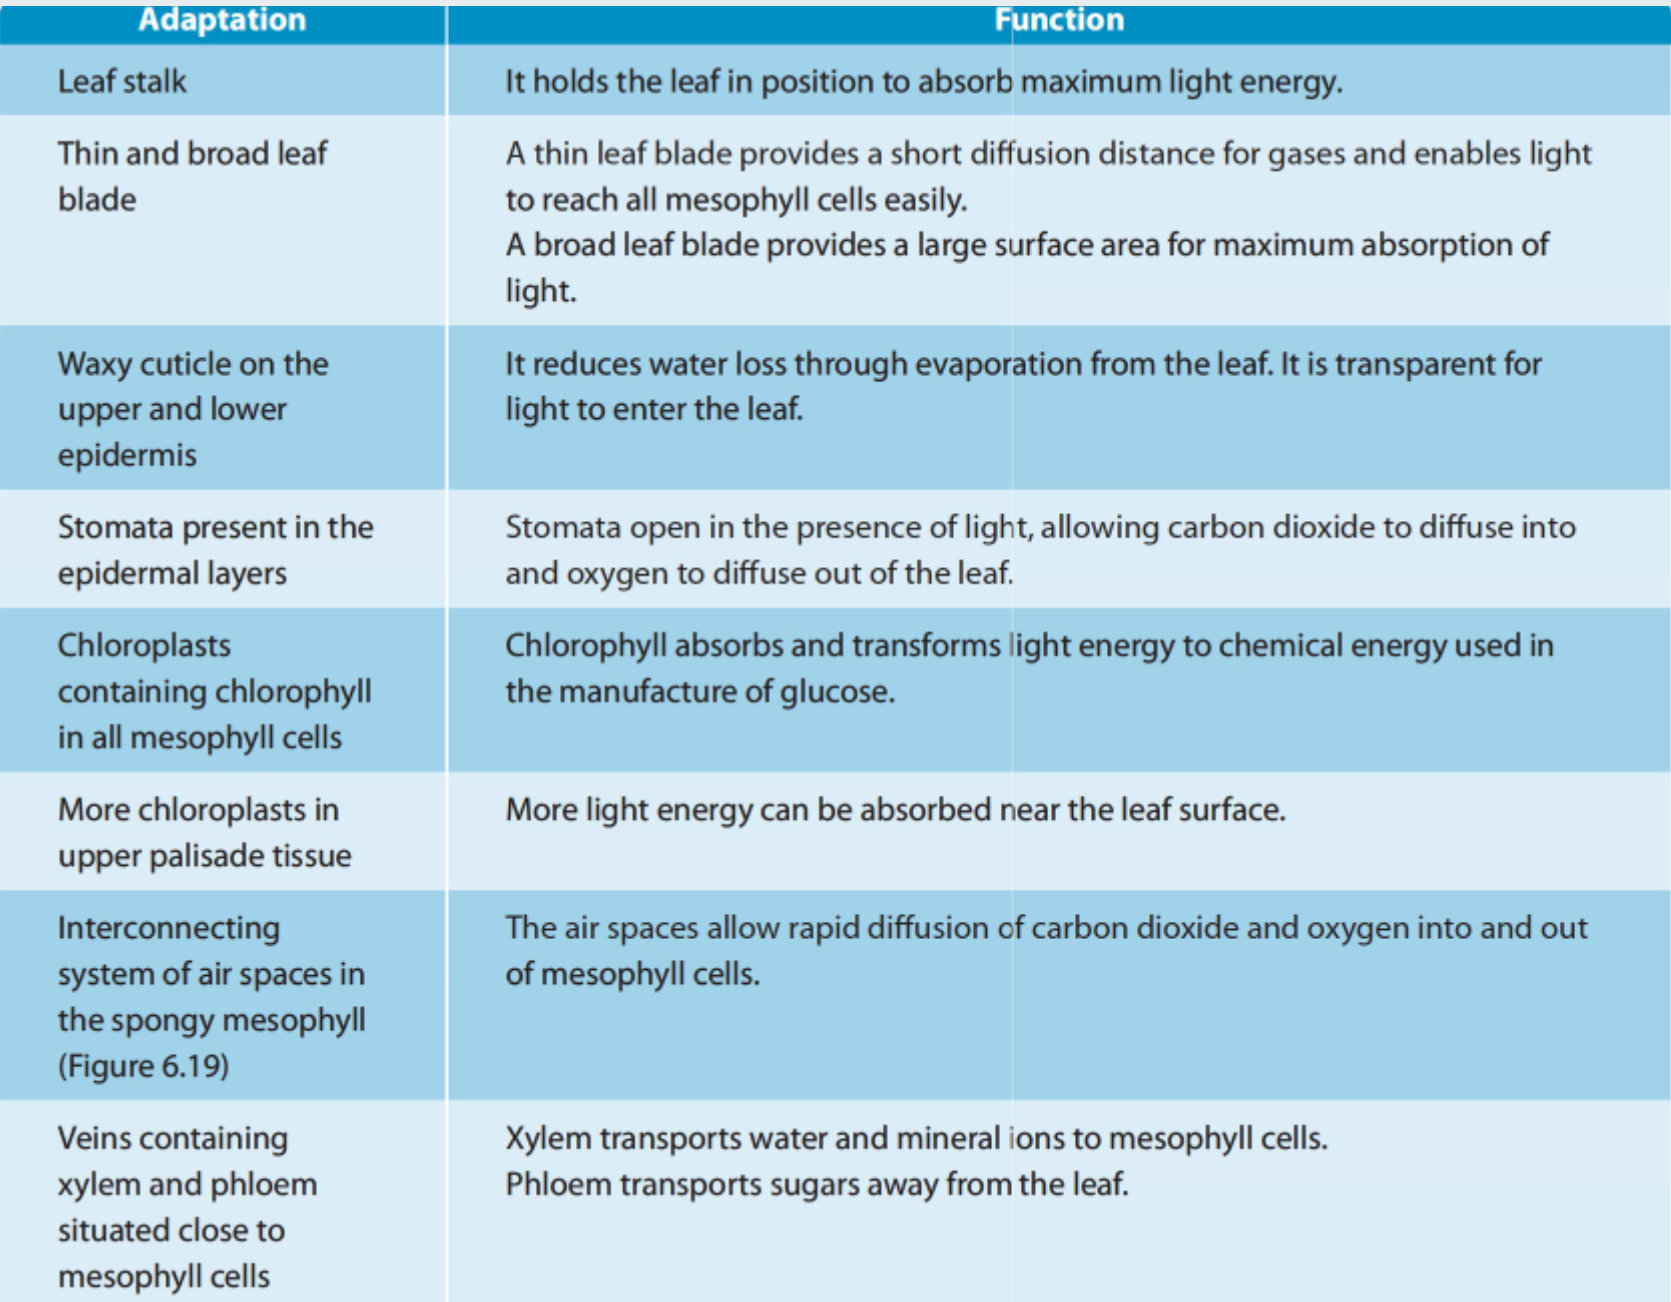 Adaptation
Function
Leaf stalk
It holds the leaf in position to absorb maximum light energy.
Thin and broad leaf
blade
A thin leaf blade provides a short diffusion distance for gases and enables light
to reach all mesophyll cells easily.
A broad leaf blade provides a large surface area for maximum absorption of
light.
Waxy cuticle on the
upper and lower
epidermis
It reduces water loss through evaporation from the leaf. It is transparent for
light to enter the leaf.
Stomata present in the
epidermal layers
Stomata open in the presence of light, allowing carbon dioxide to diffuse into
and oxygen to diffuse out of the leaf.
Chloroplasts
containing chlorophyll
in all mesophyll cells
Chlorophyll absorbs and transforms light energy to chemical energy used in
the manufacture of glucose.
More chloroplasts in
upper palisade tissue
More light energy can be absorbed near the leaf surface.
Interconnecting
system of air spaces in
the spongy mesophyll
(Figure 6.19)
The air spaces allow rapid diffusion of carbon dioxide and oxygen into and out
of mesophyll cells.
Veins containing
xylem and phloem
situated close to
mesophyll cells
Xylem transports water and mineral ions to mesophyll cells.
Phloem transports sugars away from the leaf.